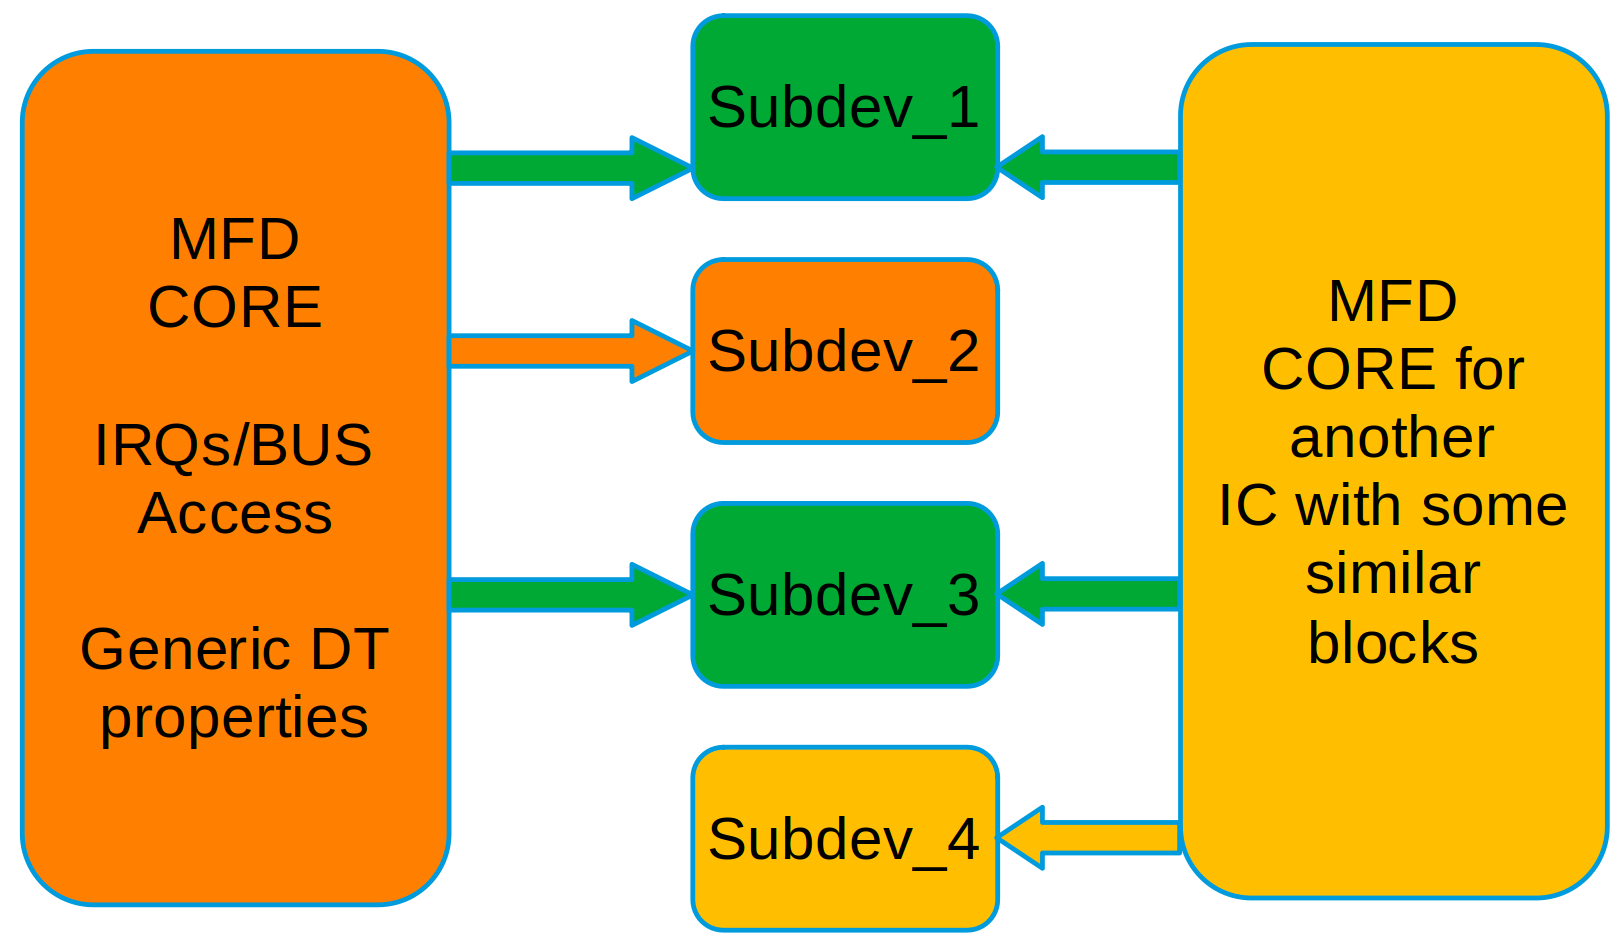 MFD
CORE
IRQs/BUS
Access
Generic DT
properties
Subdev_1
Subdev_2
Subdev_3
Subdev_4
MFD
CORE for
another
IC with some
similar
blocks